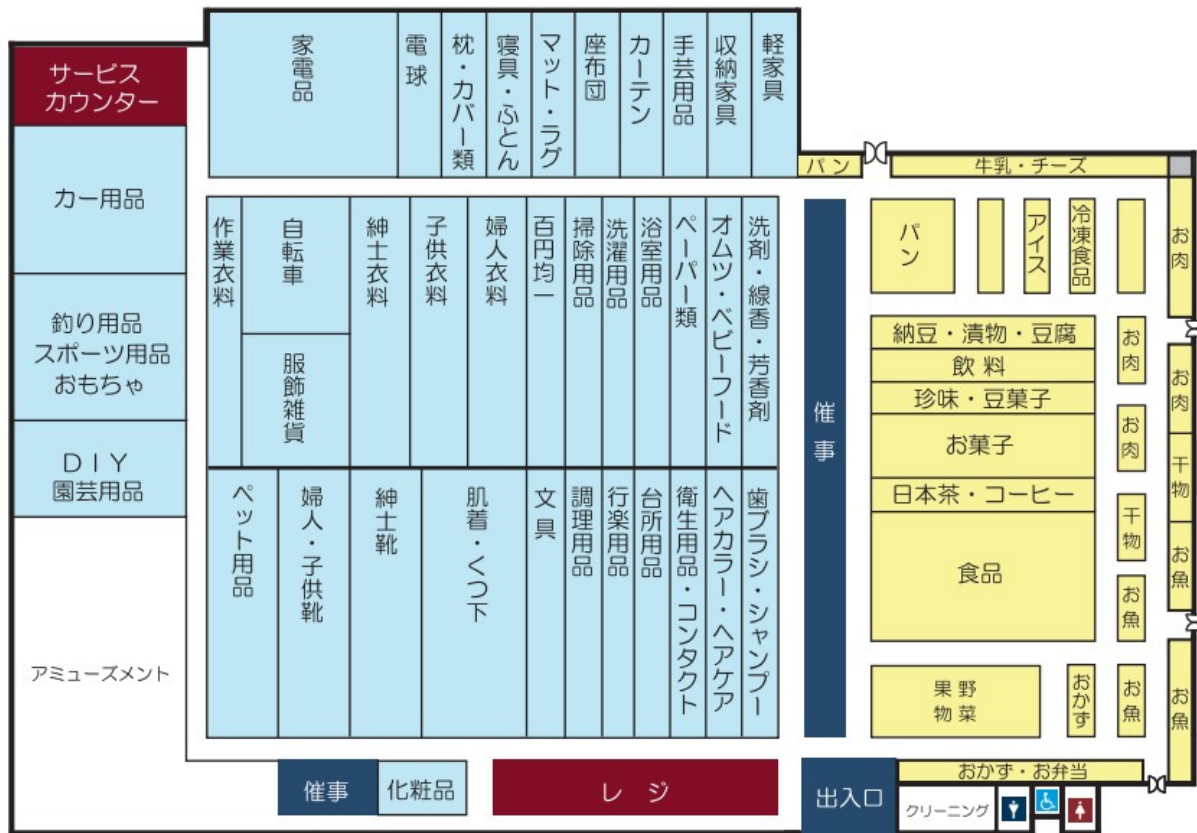 サービス
カウンター
カー用品
釣り用品
スポーツ用品
おもちゃ
DIY
園芸用品
アミューズメント
家電品
電球
枕・カバー類
寝具・ふとん
マット・ラグ
座布団
カーテン
手芸用品
収納家具
軽家具
作業衣料
自転車
服飾雑貨
紳士衣料
子供衣料
婦人衣料
百円均一
掃除用品
洗濯用品
浴室用品
ペーパー類
オムツ・ベビーフード
洗剤・線香・芳香剤
ペット用品
婦人・子供靴
紳士靴
肌着・くつ下
文具
調理用品
行楽用品
台所用品
衛生用品・コンタクト
ヘアカラー・ヘアケア
歯ブラシ・シャンプー
催事
化粧品
レジ
催事
出入口
パン
牛乳・チーズ
パン
アイス
冷凍食品
お肉
納豆・漬物・豆腐
飲料
珍味・豆菓子
お菓子
日本茶・コーヒー
食品
お肉
お肉
干物
お魚
お肉
干物
お魚
果物
野菜
おかず
お魚
お魚
おかず・お弁当
クリーニング